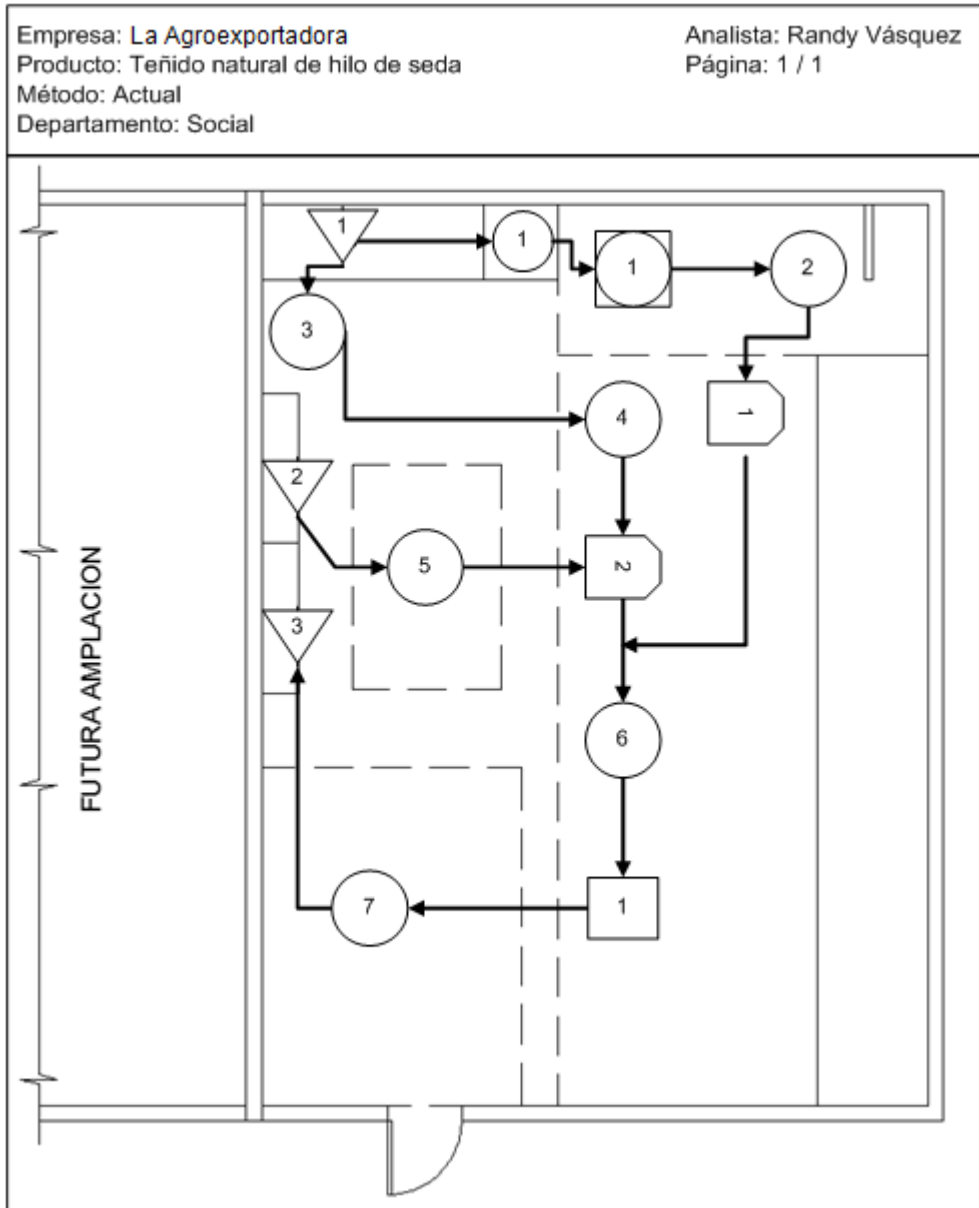 Empresa: La Agroexportadora
Analista: Randy Vásquez
Producto: Teñido natural de hilo de seda
Página: 1 / 1
Método: Actual
Departamento: Social
1
1
1
2
3
4
1
2
5
2
3
FUTURA AMPLACION
6
7
1